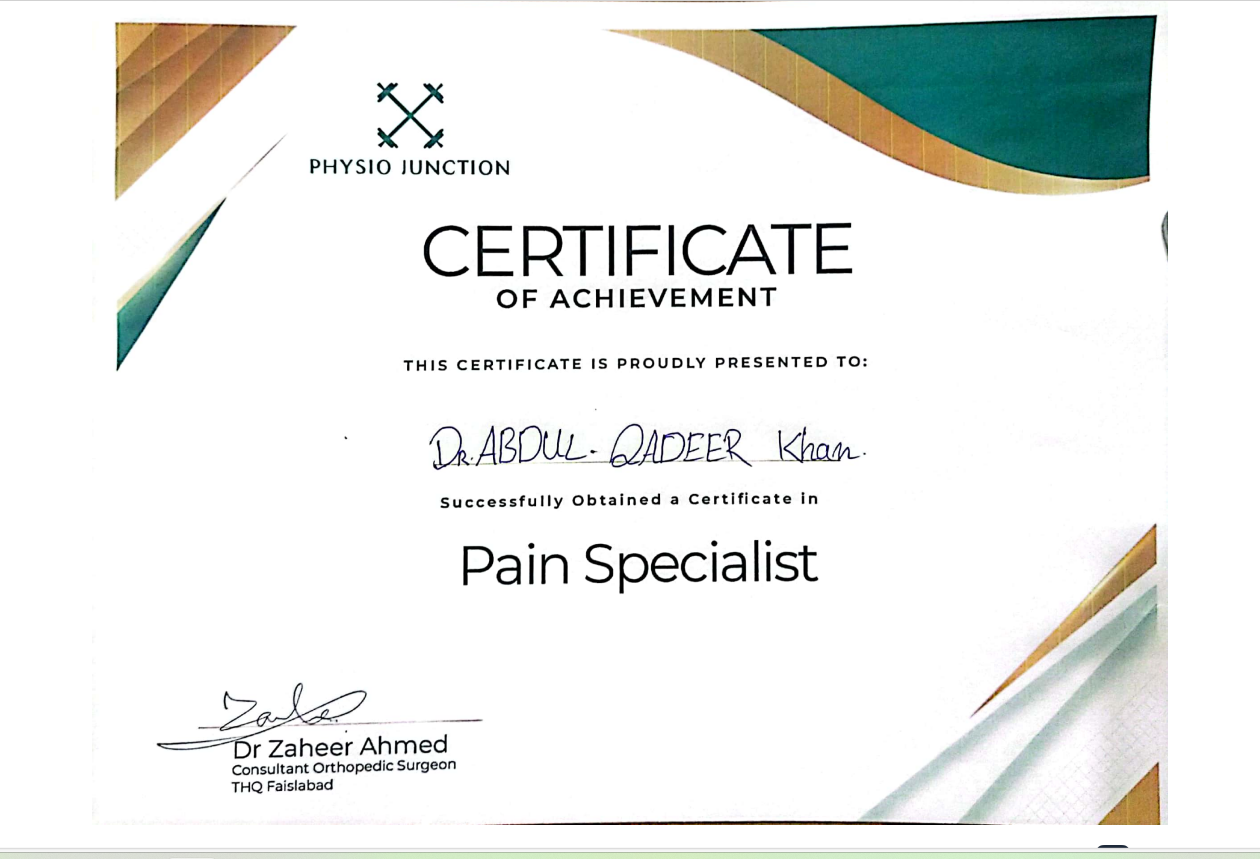 PHYSIO JUNCTION
CERTIFICATE
OF ACHIEVEMENT
THIS CERTIFICATE IS PROUDLY PRESENTED TO:
DR. ABDUL-QADEER Khan.
Successfully Obtained a Certificate in
Pain Specialist
Dr Zaheer Ahmed
Consultant Orthopedic Surgeon
THQ Faislabad